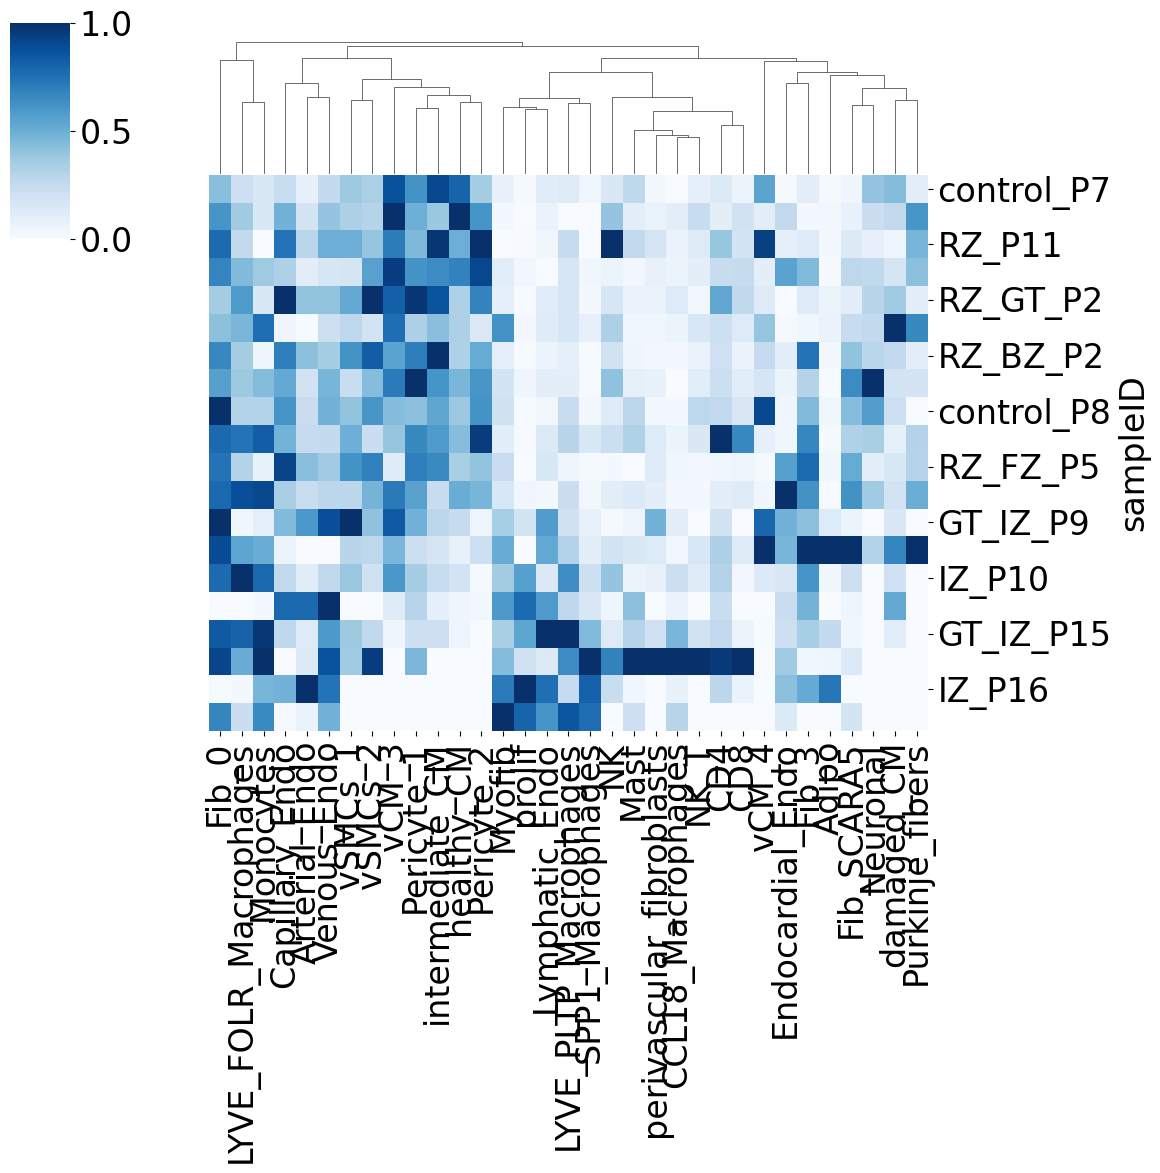 1.0
0.5
0.0
control_P7
RZ_P11
RZ_GT_P2
RZ_BZ_P2
control_P8
RZ_FZ_P5
GT_IZ_P9
IZ_P10
GT_IZ_P15
IZ_P16
sampleID
Fib_0
LYVE_FOLR_Macrophages
Monocytes
Capillary_Endo
Arterial_Endo
Venous_Endo
vSMCs_1
vSMCs_2
vCM_3
Pericyte_1
intermediate_CM
healthy_CM
Pericyte_2
Myofib
prolif
Lymphatic_Endo
LYVE_PLTP_Macrophages
SPP1_Macrophages
NK
Mast
perivascular_fibroblasts
CCL18_Macrophages
NK_T
CD4
CD8
vCM_4
Endocardial_Endo
Fib_3
Adipo
Fib_SCARA5
Neuronal
damaged_CM
Purkinje_fibers